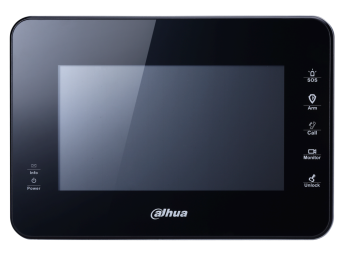 SOS
Arm
Call
Monitor
Unlock
Info
Power
alhua